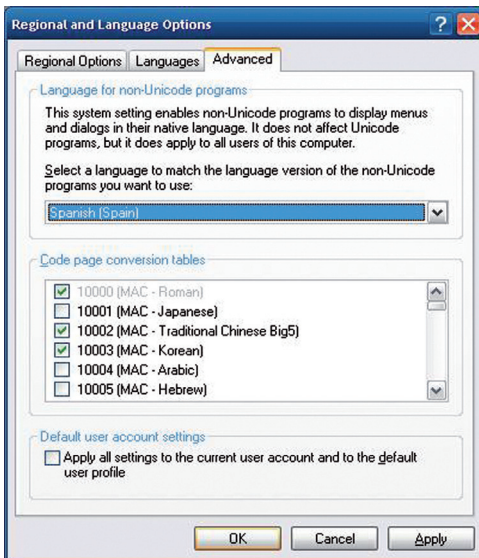 Regional and Language Options
Regional Options Languages Advanced
Language for non-Unicode programs
This system setting enables non-Unicode programs to display menus
and dialogs in their native language. It does not affect Unicode
programs, but it does apply to all users of this computer.
Select a language to match the language version of the non-Unicode
programs you want to use:
Spanish (Spain)
Code page conversion tables
10000 (MAC - Roman)
10001 (MAC - Japanese)
10002 (MAC - Traditional Chinese Big5)
10003 (MAC - Korean)
10004 (MAC - Arabic)
10005 (MAC - Hebrew)
Default user account settings
Apply all settings to the current user account and to the default
user profile
OK Cancel Apply